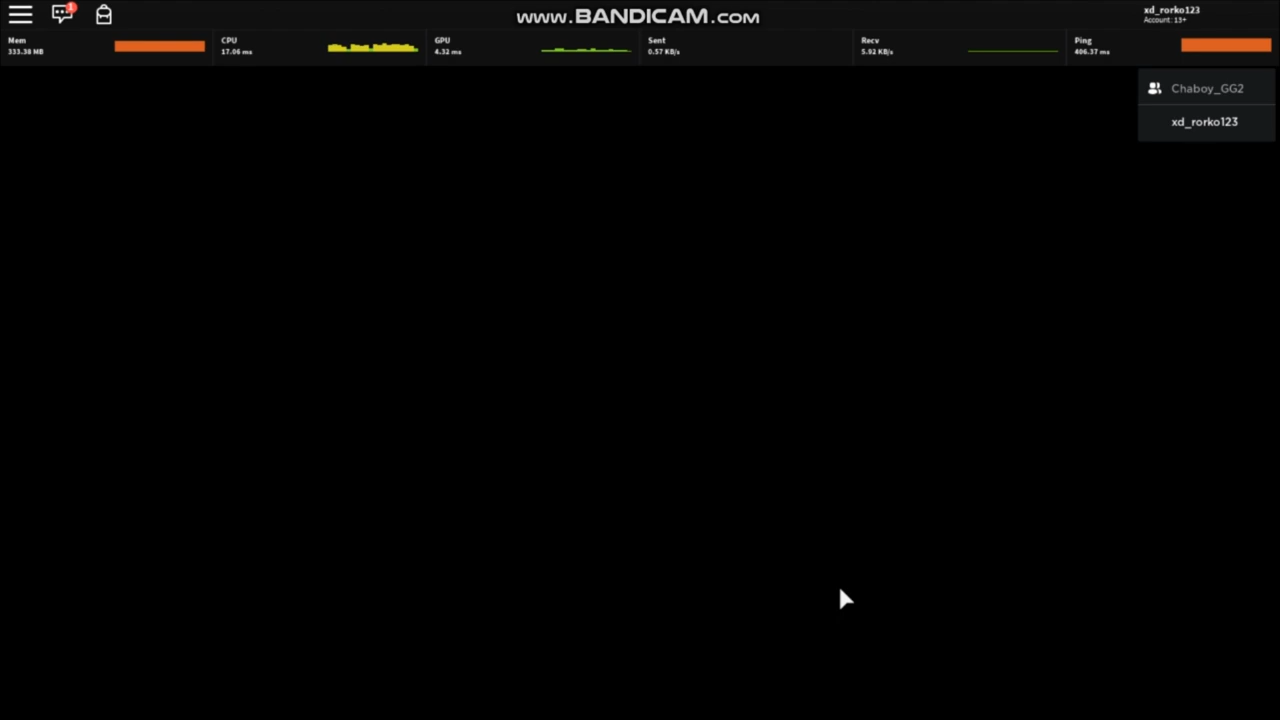 1
www.BANDICAM.com
xd_rorko123
Account: 13+
Mem
333.38 MB
CPU
17.06 ms
GPU
4.32 ms
Sent
0.57 KB/s
Recv
5.92 KB/s
Ping
406.37 ms
Chaboy_GG2
xd_rorko123